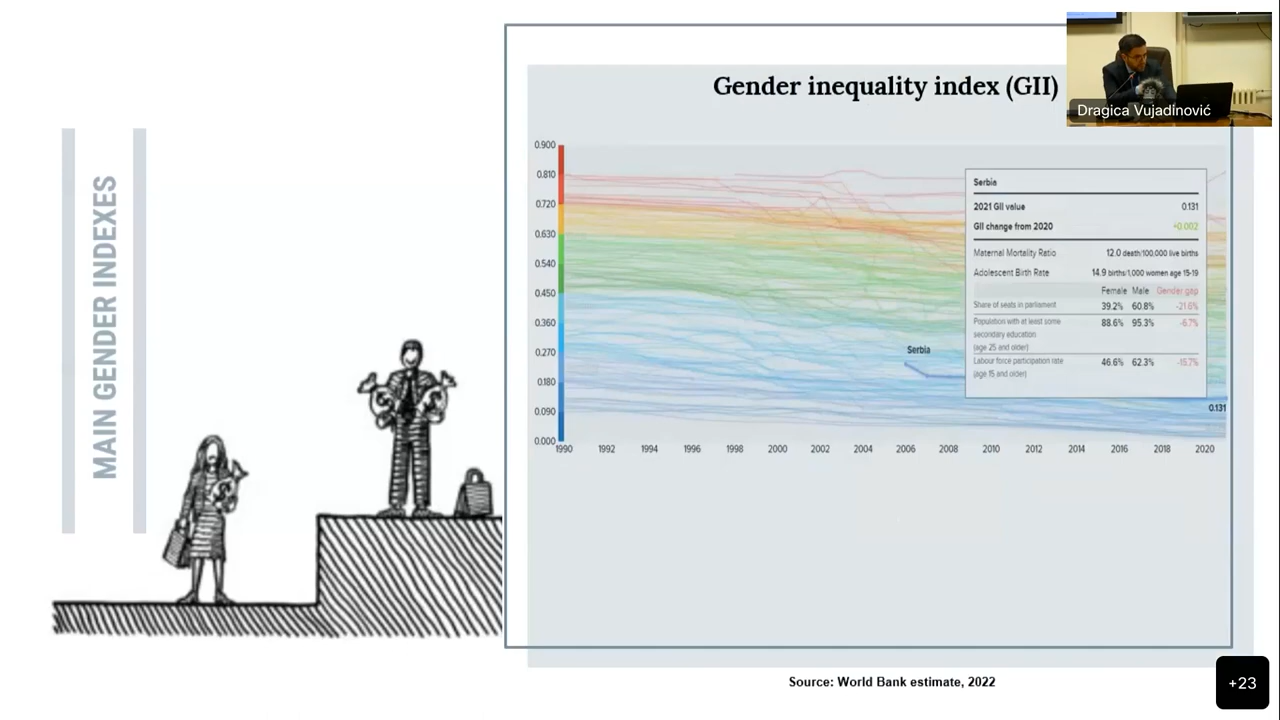 MAIN GENDER INDEXES
Gender inequality index (GII)
Dragica Vujadinović
0.900
0.810
0.720
0.630
0.540
0.450
0.360
0.270
0.180
0.090
0.000
1990 1992 1994 1996 1998 2000 2002 2004 2006 2008 2010 2012 2014 2016 2018 2020
Serbia
0.131
Serbia
2021 GII value 0.131
GII change from 2020 +0.002
Maternal Mortality Ratio 12.0 death/100,000 live births
Adolescent Birth Rate 14.9 births/1,000 women age 15-19
Female Male Gender gap
Share of seats in parliament 39.2% 60.8% -21.6%
Population with at least some
secondary education
(age 25 and older) 88.6% 95.3% -6.7%
Labour force participation rate
(age 15 and older) 46.6% 62.3% -15.7%
Source: World Bank estimate, 2022
+23